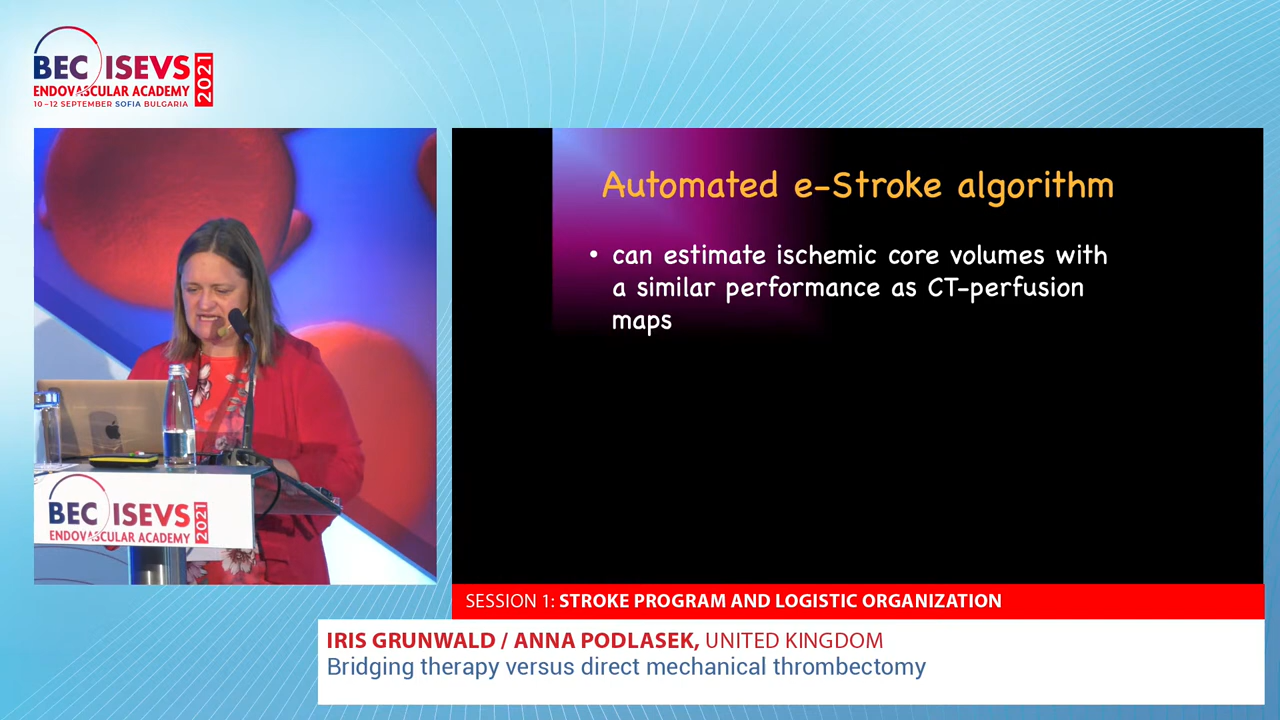 BEC ISEVS 2021
ENDOVASCULAR ACADEMY
10–12 SEPTEMBER SOFIA BULGARIA
BEC ISEVS 2021
ENDOVASCULAR ACADEMY
Automated e-Stroke algorithm
• can estimate ischemic core volumes with
a similar performance as CT-perfusion
maps
SESSION 1: STROKE PROGRAM AND LOGISTIC ORGANIZATION
IRIS GRUNWALD / ANNA PODLASEK, UNITED KINGDOM
Bridging therapy versus direct mechanical thrombectomy